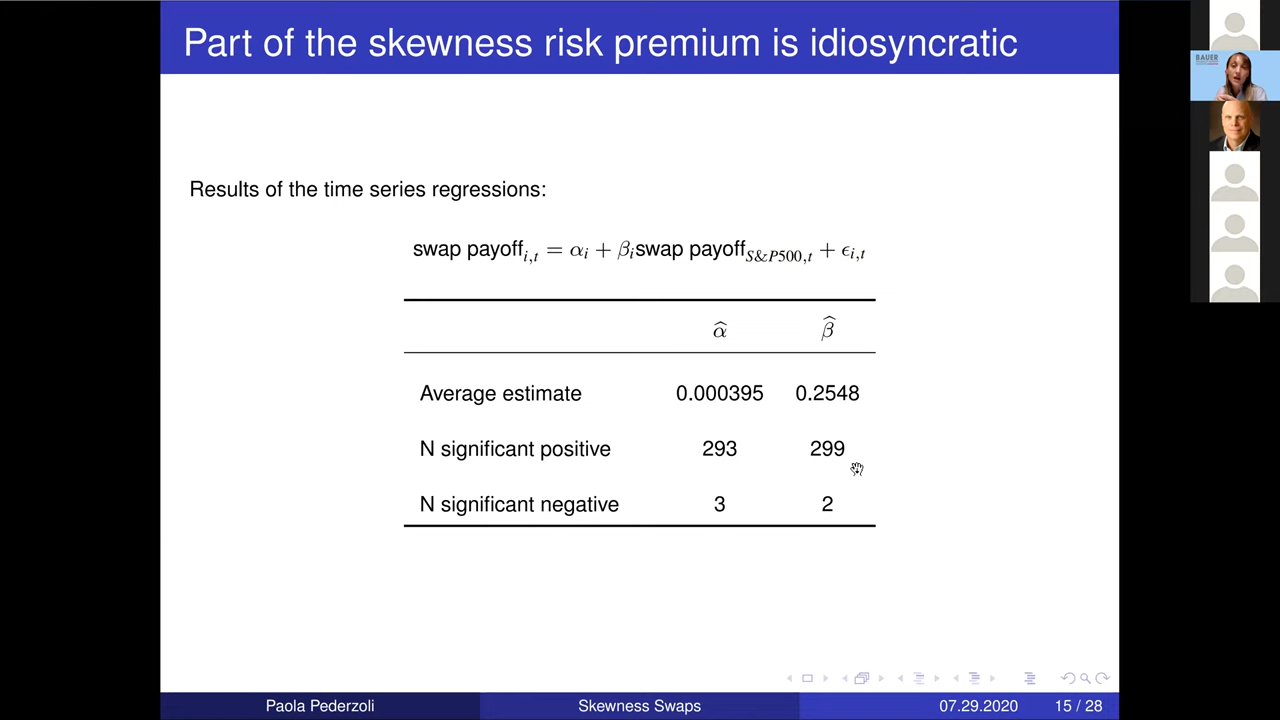 Part of the skewness risk premium is idiosyncratic
BAUER
Results of the time series regressions:
swap payoff_{i,t} = α_i + β_i swap payoff_{S&P500,t} + ϵ_{i,t}
α̂ β̂
Average estimate 0.000395 0.2548
N significant positive 293 299
N significant negative 3 2
Paola Pederzoli Skewness Swaps 07.29.2020 15 / 28